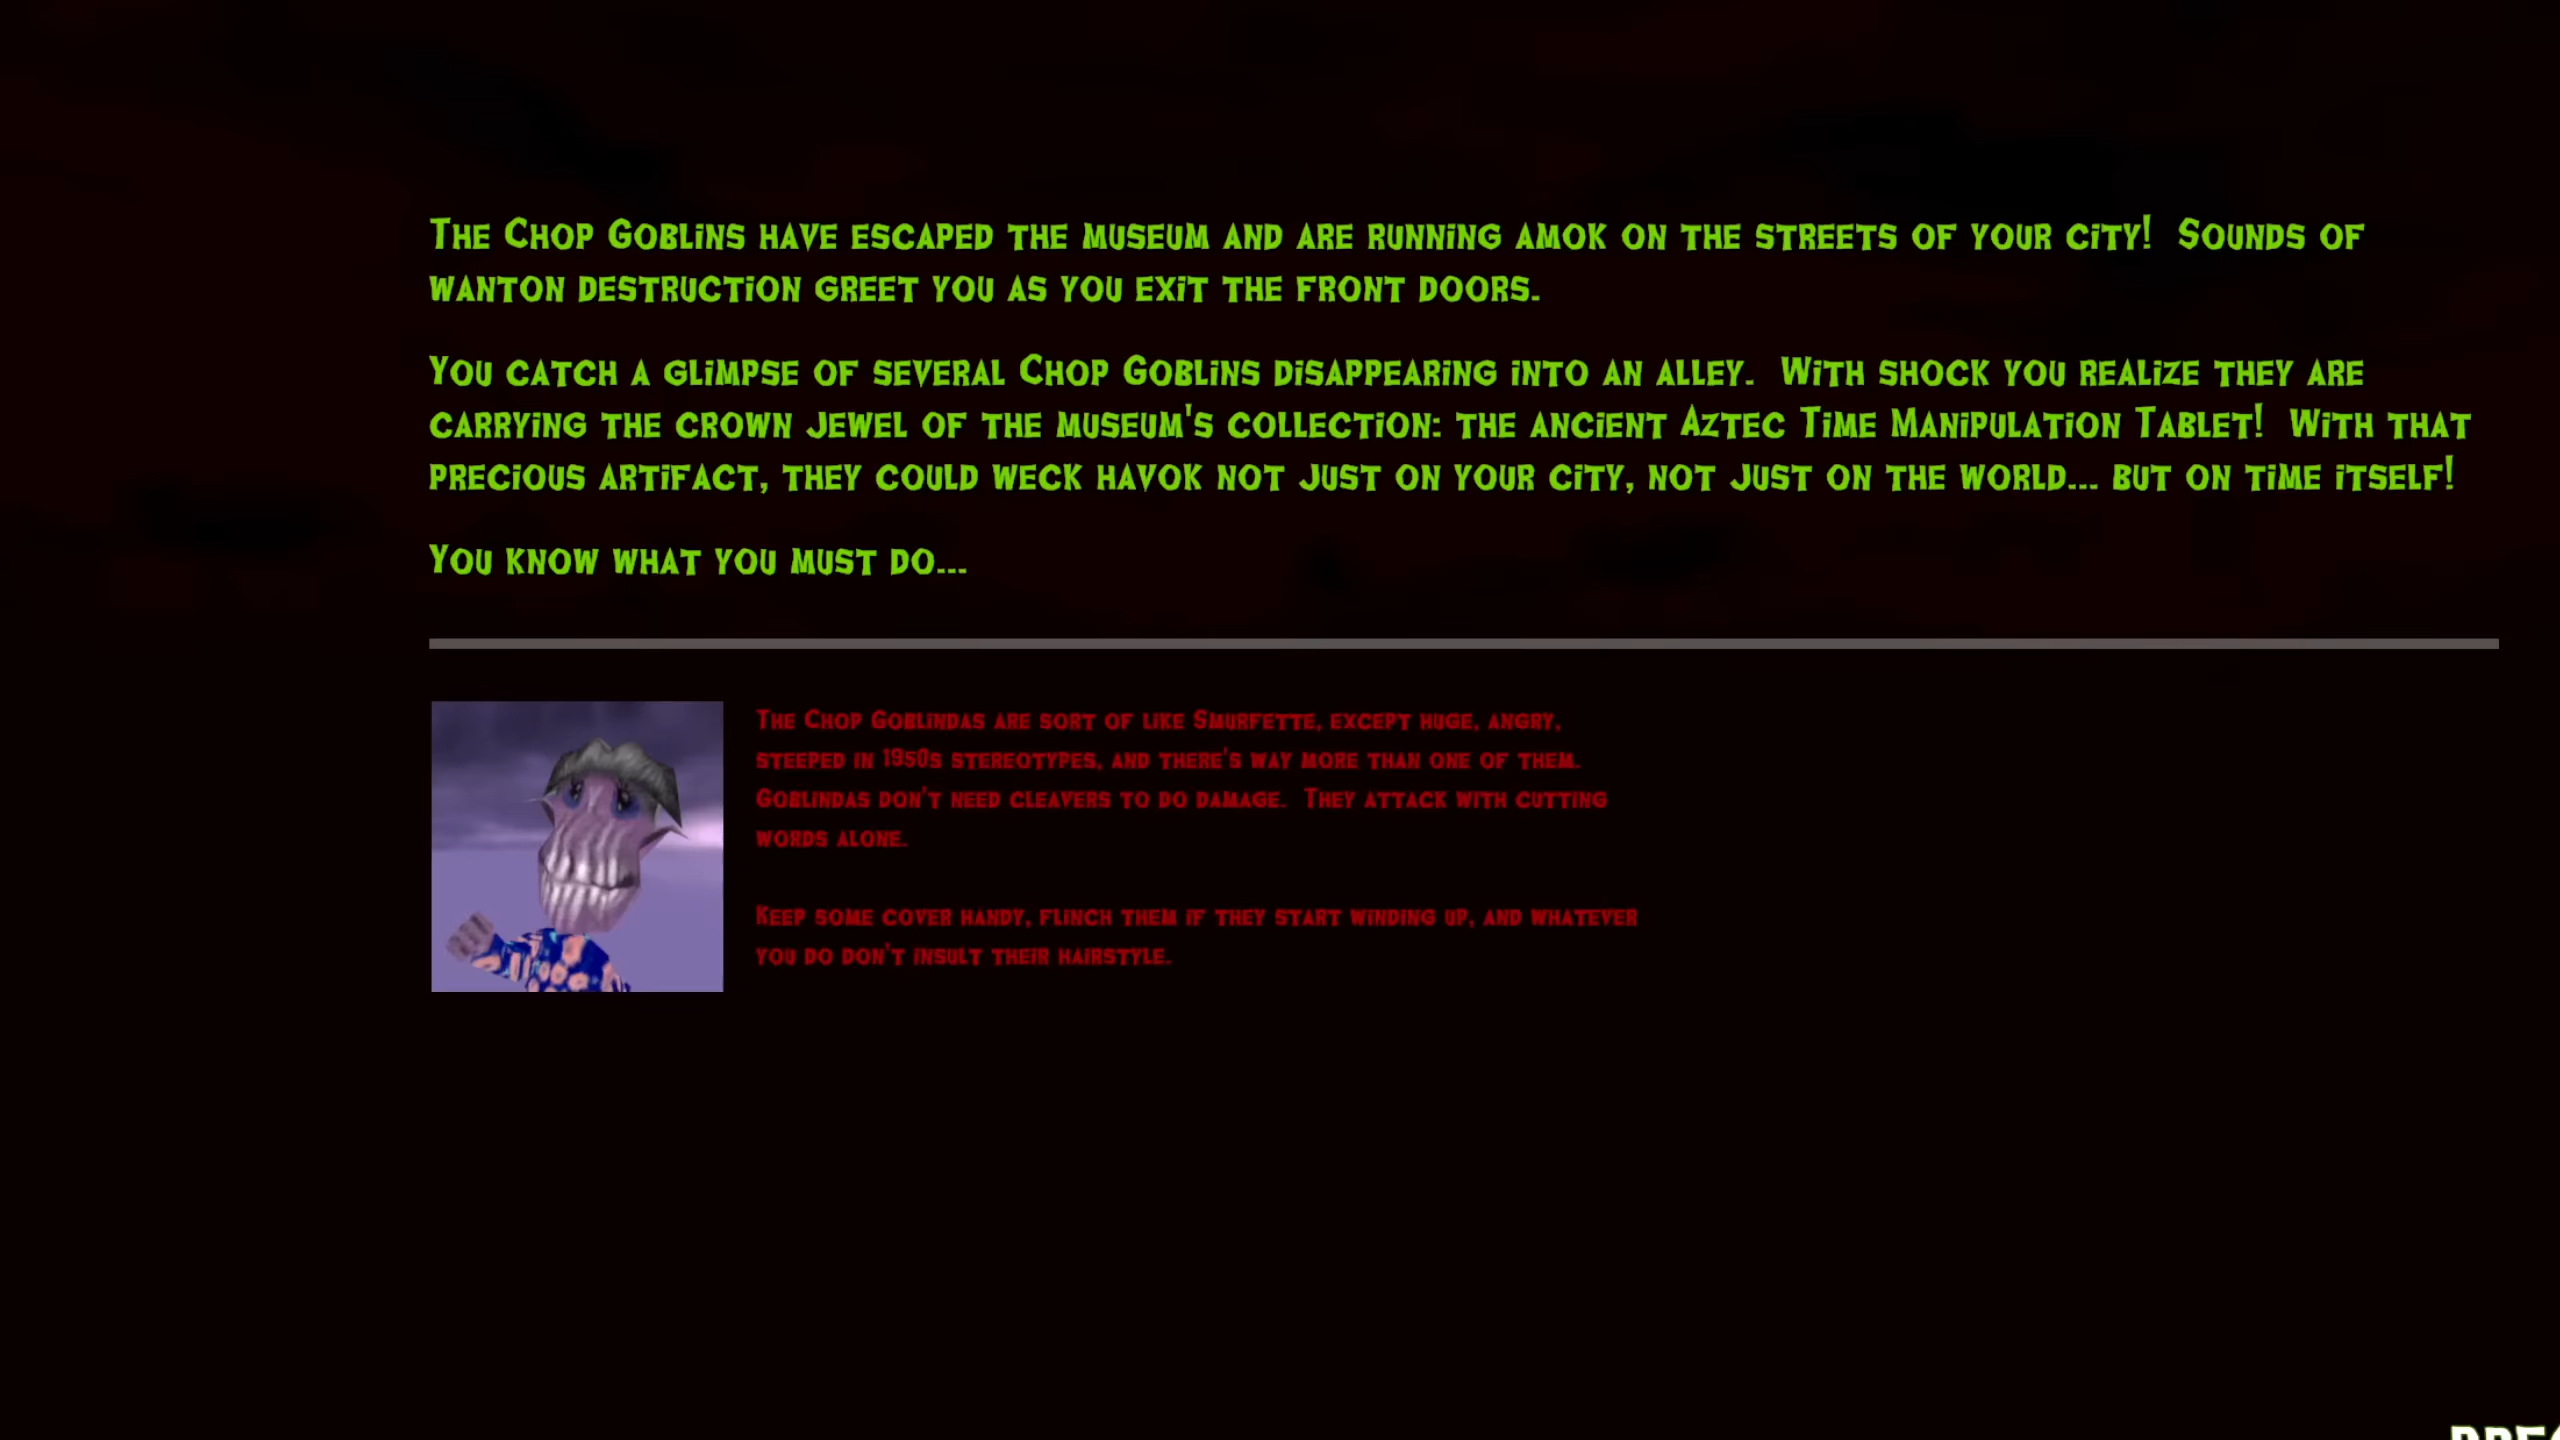 The Chop Goblins have escaped the museum and are running amok on the streets of your city!  Sounds of
wanton destruction greet you as you exit the front doors.
You catch a glimpse of several Chop Goblins disappearing into an alley.  With shock you realize they are
carrying the crown jewel of the museum's collection: the ancient Aztec Time Manipulation Tablet!  With that
precious artifact, they could weck havok not just on your city, not just on the world... but on time itself!
You know what you must do...
The Chop Goblindas are sort of like Smurfette, except huge, angry,
steeped in 1950s stereotypes, and there's way more than one of them.
Goblindas don't need cleavers to do damage.  They attack with cutting
words alone.
Keep some cover handy, flinch them if they start winding up, and whatever
you do don't insult their hairstyle.